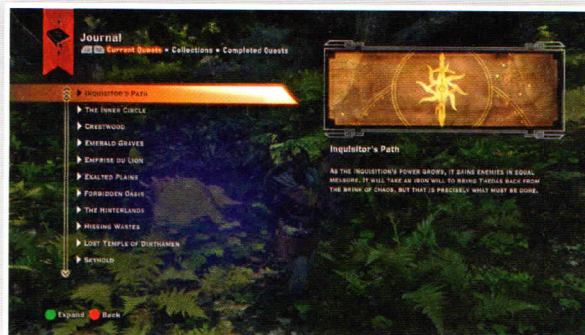 Journal
Current Quests • Collections • Completed Quests
INQUISITOR'S PATH
THE INNER CIRCLE
CRESTWOOD
EMERALD GRAVES
EMPRISE DU LION
EXALTED PLAINS
FORBIDDEN OASIS
THE HINTERLANDS
HISSING WASTES
LOST TEMPLE OF DIRTHAMEN
SKYHOLD
Inquisitor's Path
AS THE INQUISITION'S POWER GROWS, IT GAINS ENEMIES IN EQUAL
MEASURE. IT WILL TAKE AN IRON WILL TO BRING THEDAS BACK FROM
THE BRINK OF CHAOS, BUT THAT IS PRECISELY WHAT MUST BE DONE.
Expand Back